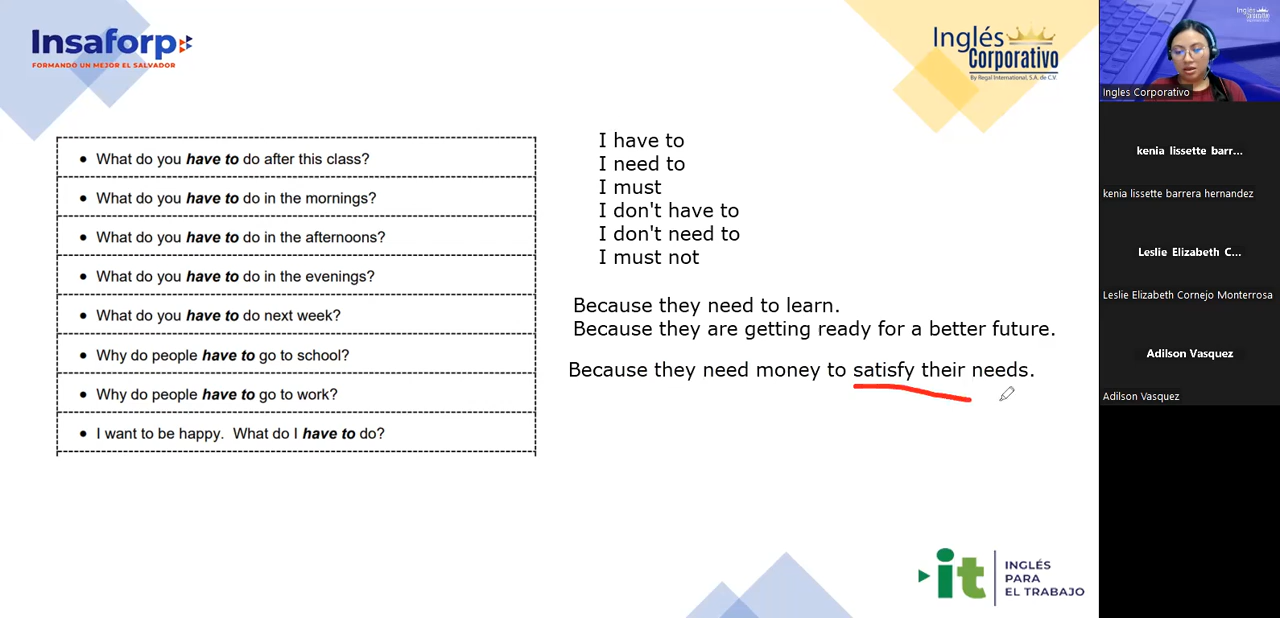 Insaforp
FORMANDO UN MEJOR EL SALVADOR
Inglés
Corporativo
By Regal International, S.A. de C.V.
• What do you have to do after this class?
• What do you have to do in the mornings?
• What do you have to do in the afternoons?
• What do you have to do in the evenings?
• What do you have to do next week?
• Why do people have to go to school?
• Why do people have to go to work?
• I want to be happy.  What do I have to do?
I have to
I need to
I must
I don't have to
I don't need to
I must not
Because they need to learn.
Because they are getting ready for a better future.
Because they need money to satisfy their needs.
it
INGLÉS
PARA
EL TRABAJO
Inglés
Corporativo
Ingles Corporativo
kenia lissette barr...
kenia lissette barrera hernandez
Leslie Elizabeth C...
Leslie Elizabeth Cornejo Monterrosa
Adilson Vasquez
Adilson Vasquez